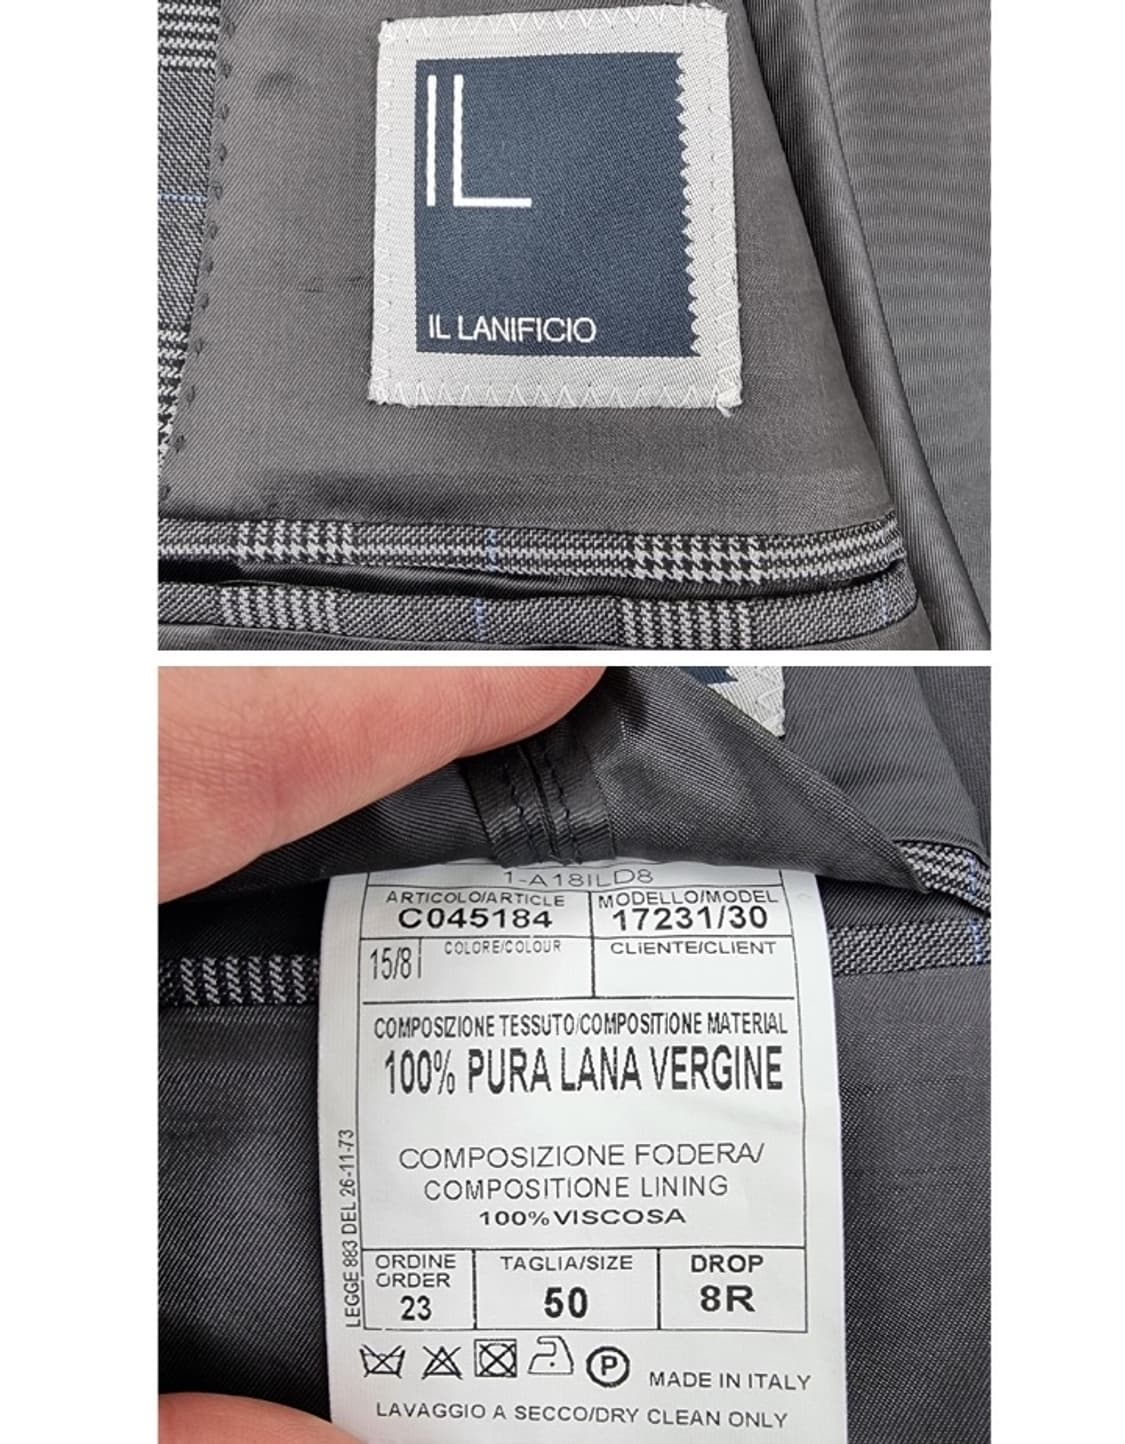 IL
IL LANIFICIO
1-A18ILD8
ARTICOLO/ARTICLE
C045184
MODELLO/MODEL
17231/30
15/8
COLORE/COLOUR
CLIENTE/CLIENT
COMPOSIZIONE TESSUTO/COMPOSITIONE MATERIAL
100% PURA LANA VERGINE
COMPOSIZIONE FODERA/
COMPOSITIONE LINING
100% VISCOSA
LEGGE 883 DEL 26-11-73
ORDINE
ORDER
23
TAGLIA/SIZE
50
DROP
8R
P
MADE IN ITALY
LAVAGGIO A SECCO/DRY CLEAN ONLY